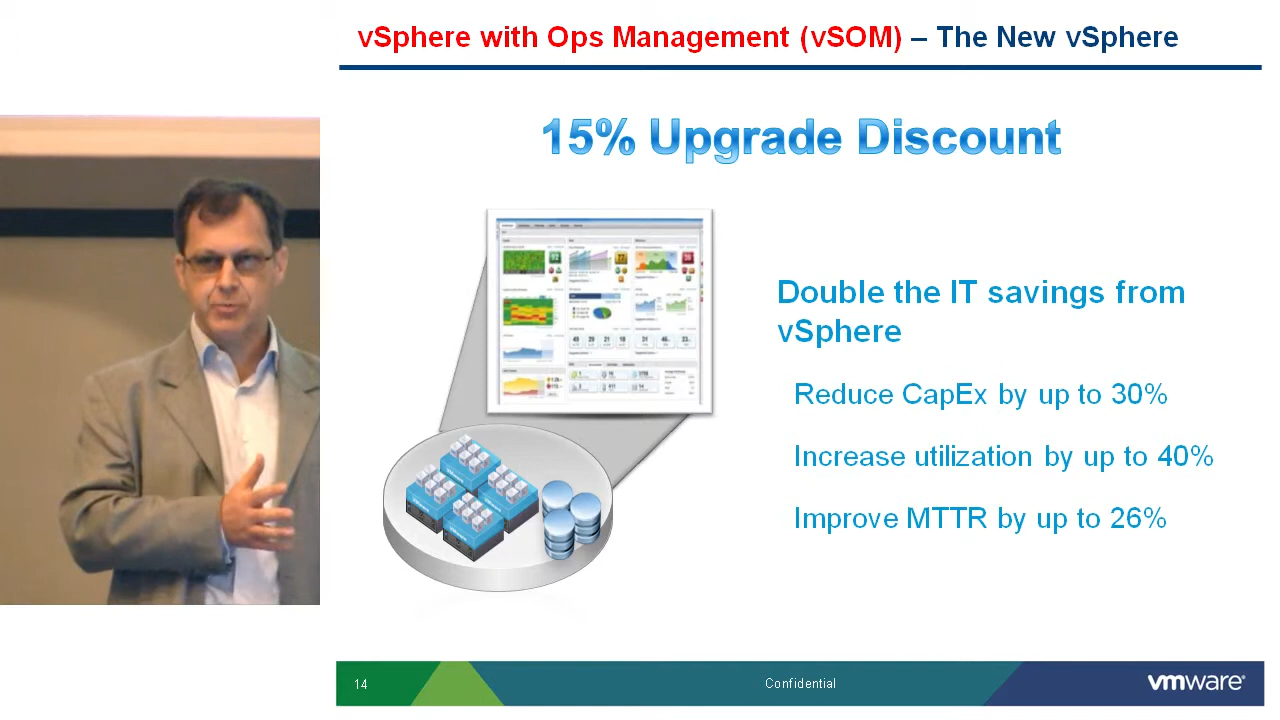 vSphere with Ops Management (vSOM) – The New vSphere
15% Upgrade Discount
Double the IT savings from
vSphere
Reduce CapEx by up to 30%
Increase utilization by up to 40%
Improve MTTR by up to 26%
14
Confidential
vmware®